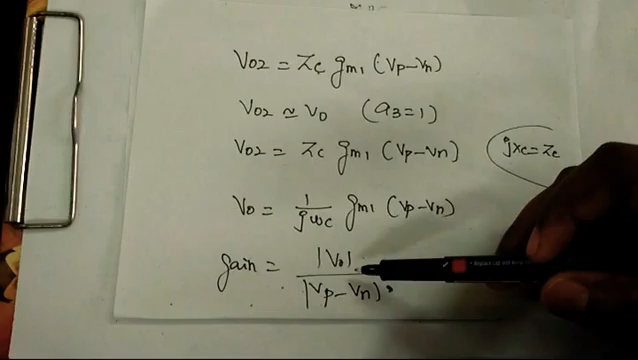 Vo2 = Zc gm1 (Vp-Vn)
Vo2 ≃ Vo (a3=1)
Vo2 = Zc gm1 (Vp-Vn)
jxc = Zc
Vo = 1/jwc gm1 (Vp-Vn)
gain = |Vo| / |Vp-Vn|